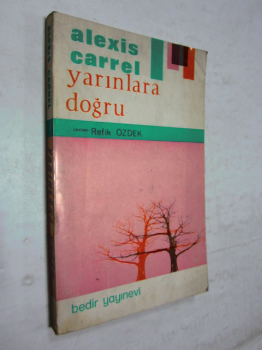 alexis
carrel
yarınlara
doğru
Refik ÖZDEK
bedir yayınevi